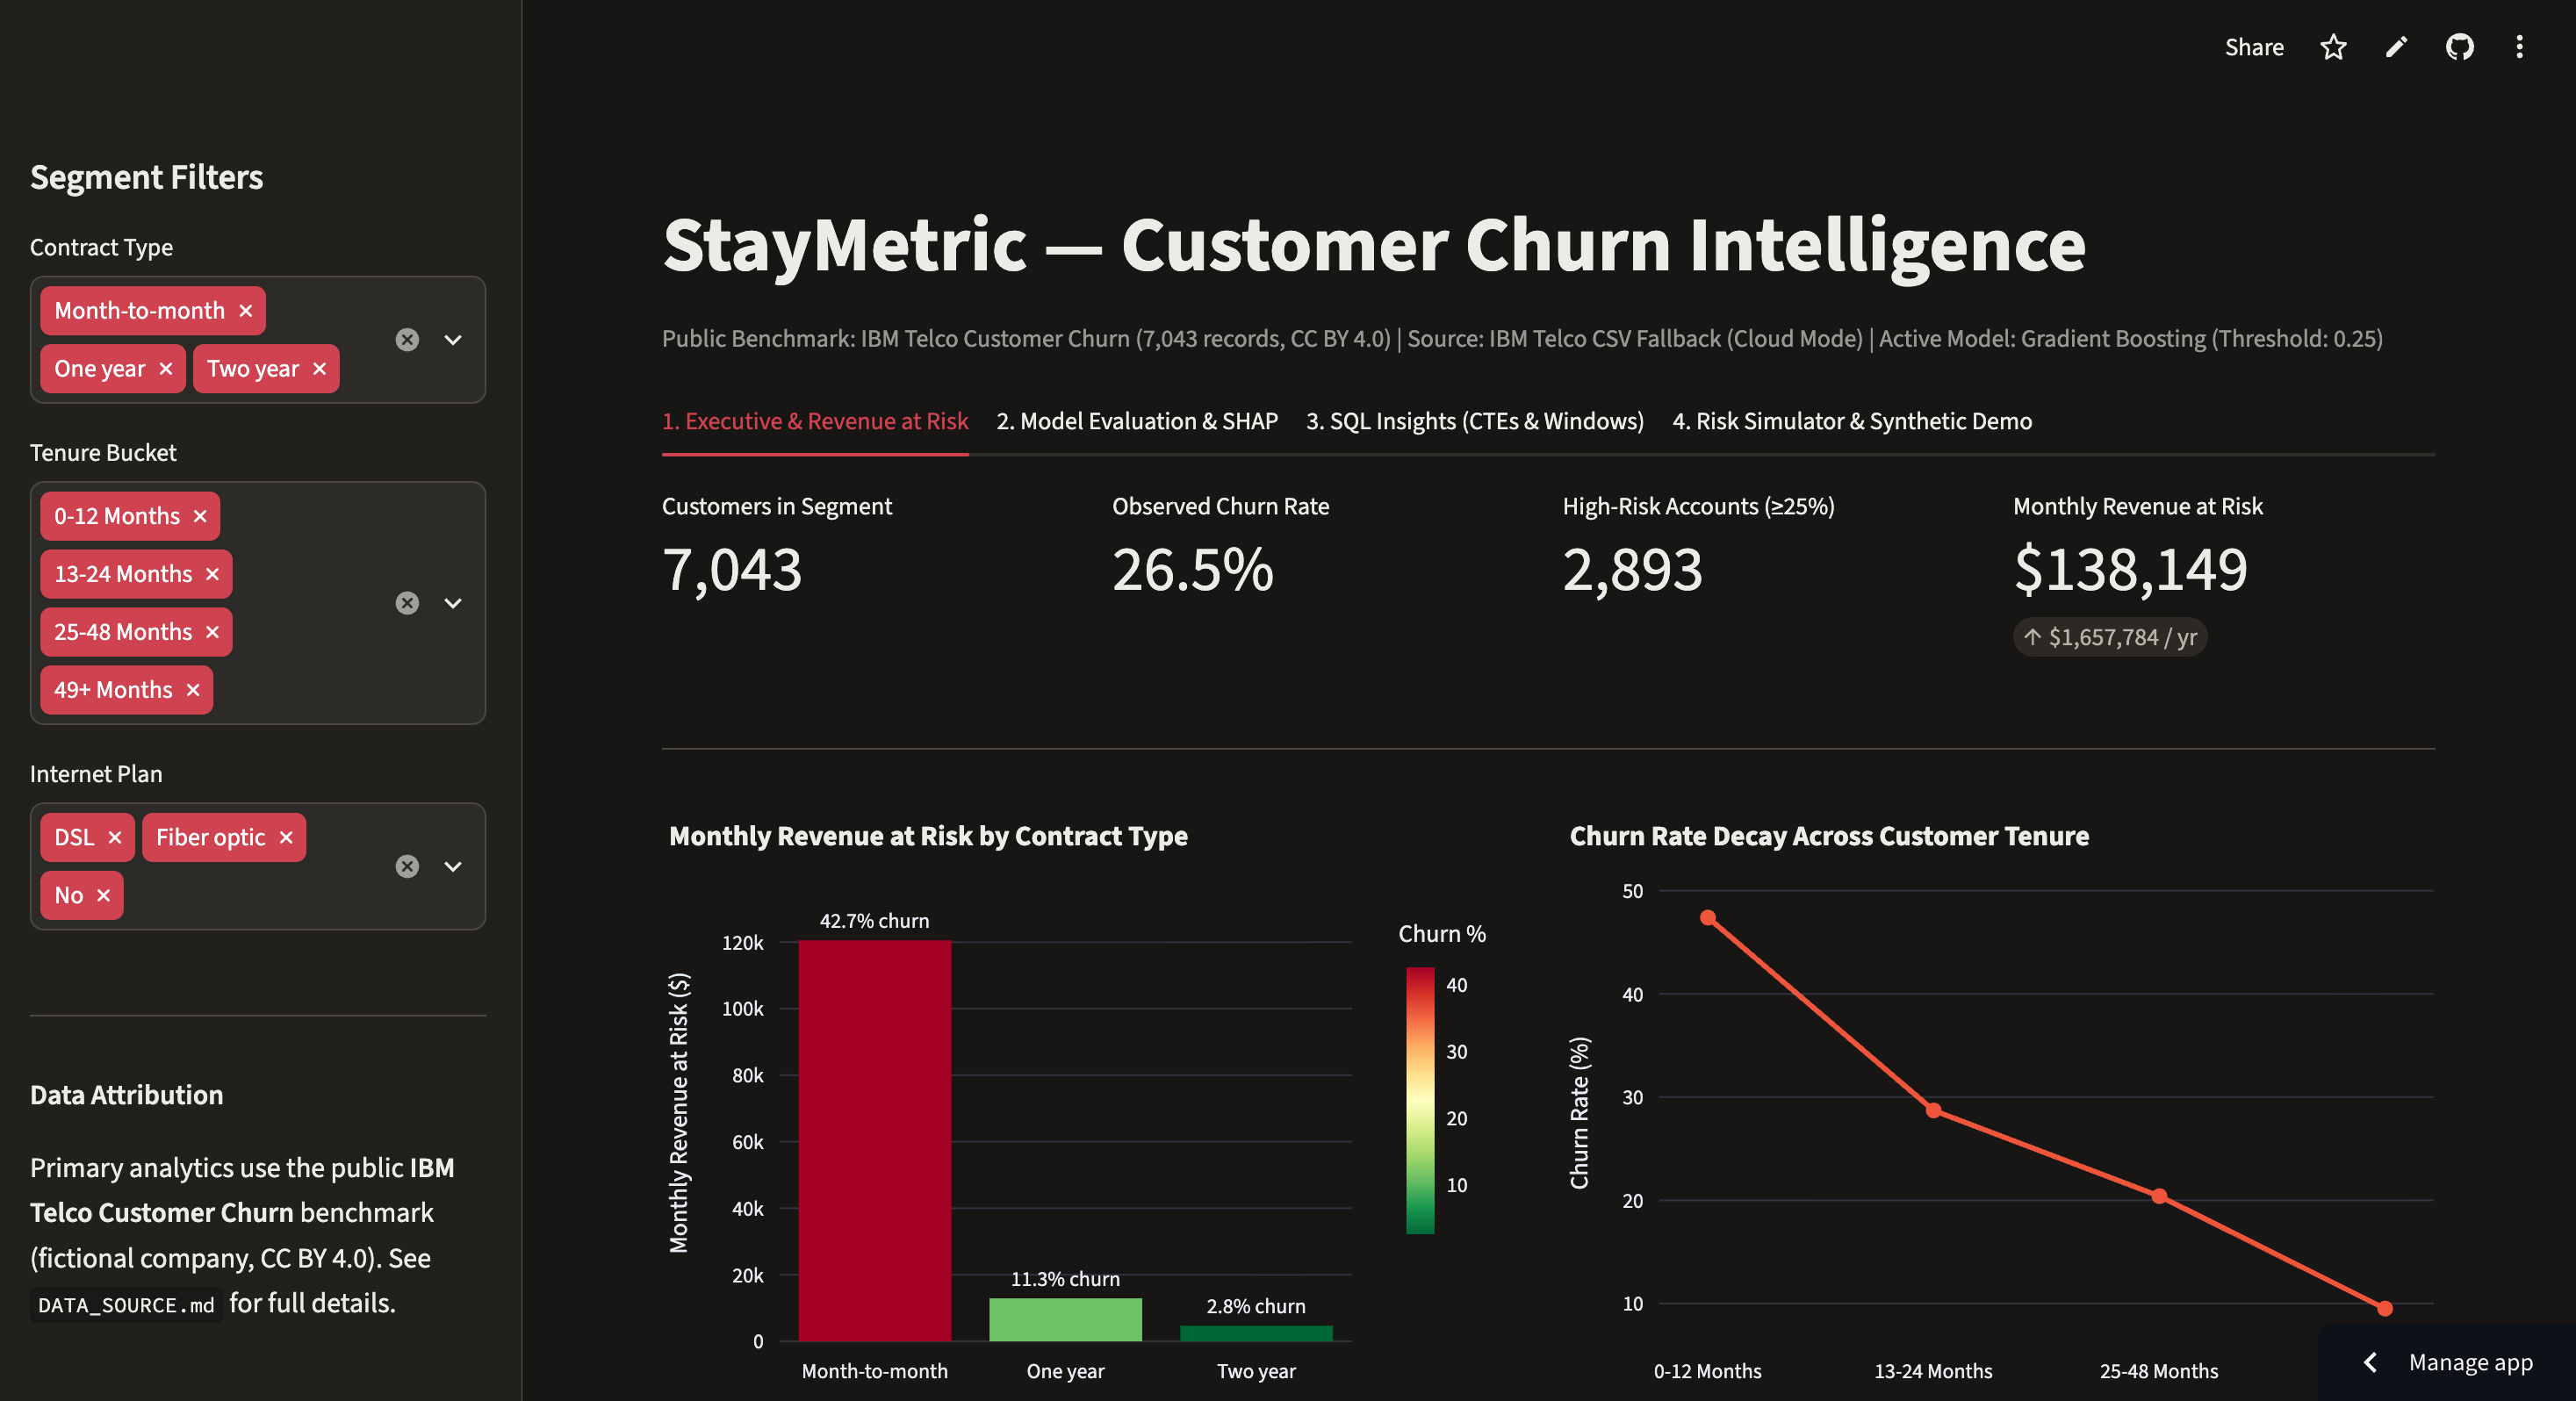 Share
Segment Filters
Contract Type
Month-to-month
One year Two year
Tenure Bucket
0-12 Months
13-24 Months
25-48 Months
49+ Months
Internet Plan
DSL Fiber optic
No
Data Attribution
Primary analytics use the public IBM
Telco Customer Churn benchmark
(fictional company, CC BY 4.0). See
DATA_SOURCE.md for full details.
StayMetric — Customer Churn Intelligence
Public Benchmark: IBM Telco Customer Churn (7,043 records, CC BY 4.0) | Source: IBM Telco CSV Fallback (Cloud Mode) | Active Model: Gradient Boosting (Threshold: 0.25)
1. Executive & Revenue at Risk 2. Model Evaluation & SHAP 3. SQL Insights (CTEs & Windows) 4. Risk Simulator & Synthetic Demo
Customers in Segment
7,043
Observed Churn Rate
26.5%
High-Risk Accounts (≥25%)
2,893
Monthly Revenue at Risk
$138,149
↑ $1,657,784 / yr
Monthly Revenue at Risk by Contract Type
Monthly Revenue at Risk ($)
120k
100k
80k
60k
40k
20k
0
42.7% churn
11.3% churn
2.8% churn
Month-to-month One year Two year
Churn %
40
30
20
10
Churn Rate Decay Across Customer Tenure
Churn Rate (%)
50
40
30
20
10
0-12 Months 13-24 Months 25-48 Months
Manage app